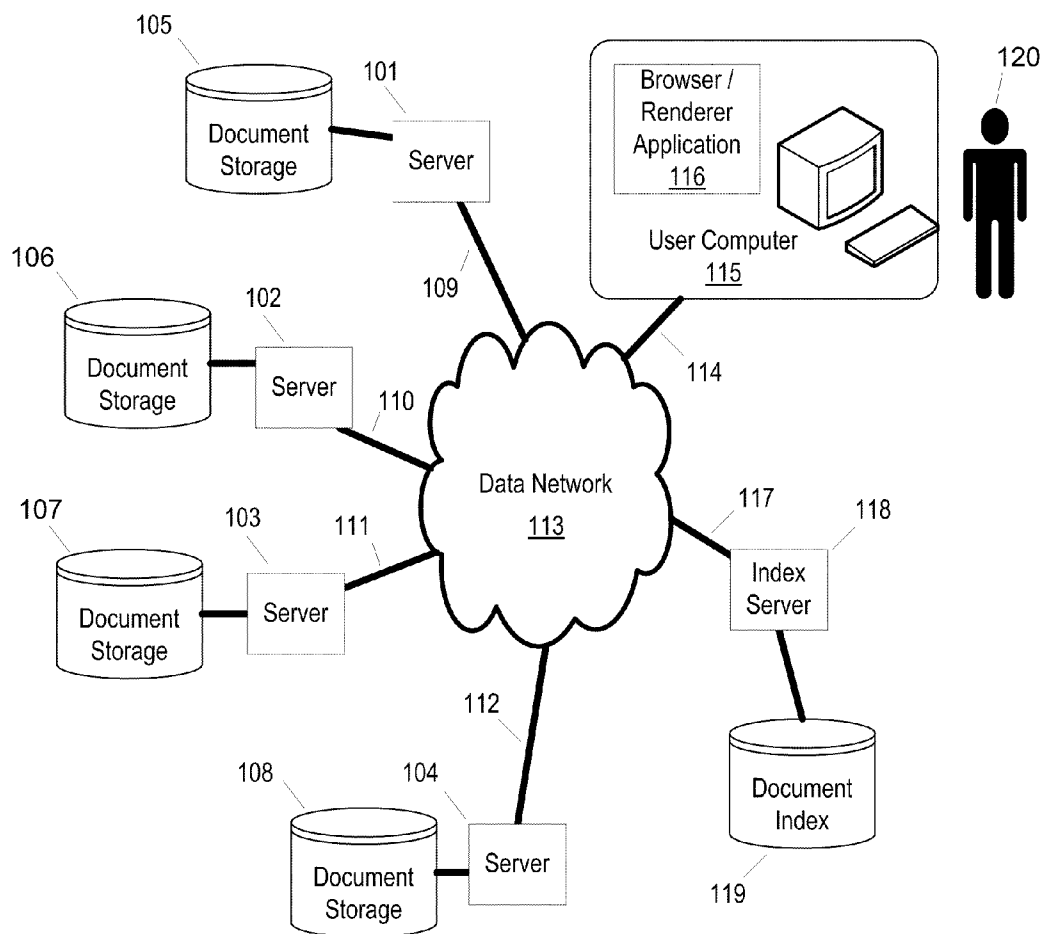 105
101
Document
Storage
Server
109
Browser /
Renderer
Application
116
User Computer
115
120
114
106
102
Document
Storage
Server
110
Data Network
113
107
103
111
Document
Storage
Server
117
118
Index
Server
112
108
104
Document
Storage
Server
Document
Index
119